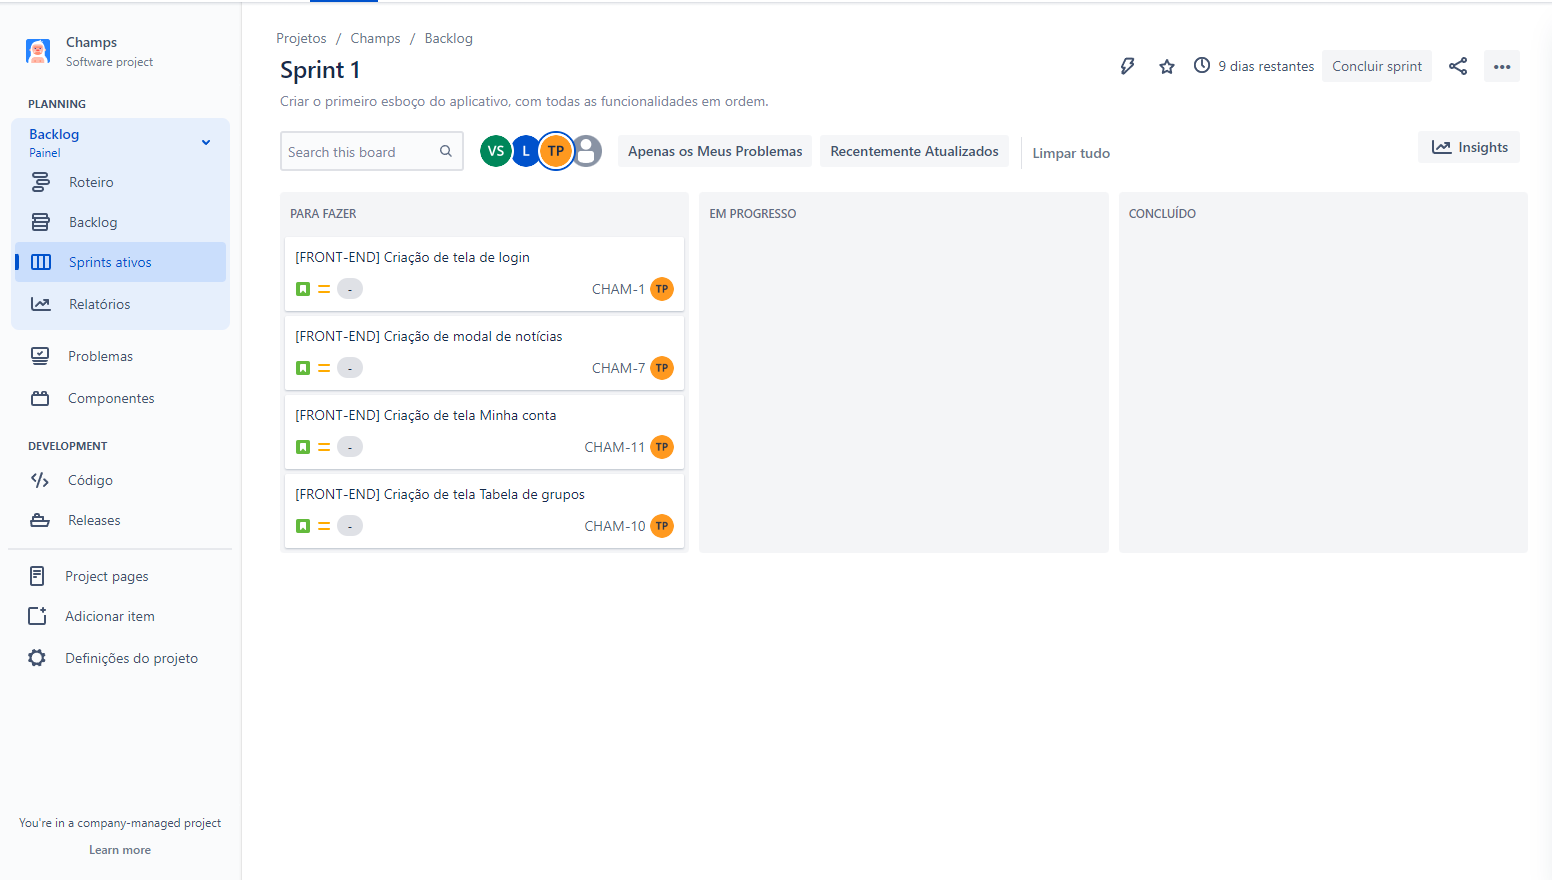 Champs
Software project
PLANNING
Backlog
Painel
Roteiro
Backlog
Sprints ativos
Relatórios
Problemas
Componentes
DEVELOPMENT
Código
Releases
Project pages
Adicionar item
Definições do projeto
You're in a company-managed project
Learn more
Projetos / Champs / Backlog
Sprint 1
9 dias restantes
Concluir sprint
Criar o primeiro esboço do aplicativo, com todas as funcionalidades em ordem.
Search this board
VS L TP
Apenas os Meus Problemas
Recentemente Atualizados
Limpar tudo
Insights
PARA FAZER
[FRONT-END] Criação de tela de login
- CHAM-1 TP
[FRONT-END] Criação de modal de notícias
- CHAM-7 TP
[FRONT-END] Criação de tela Minha conta
- CHAM-11 TP
[FRONT-END] Criação de tela Tabela de grupos
- CHAM-10 TP
EM PROGRESSO
CONCLUÍDO